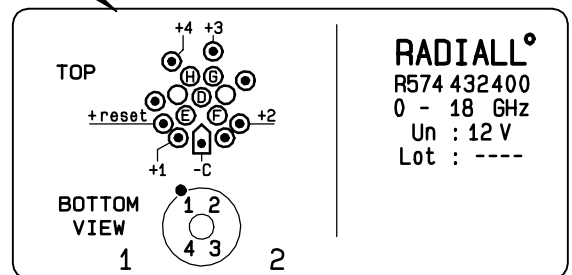 +4 +3
TOP
H G
D
+reset E F +2
+1 -C
BOTTOM
VIEW
1 2
4 3
1 2
RADIALL°
R574 432400
0 - 18 GHz
Un : 12 V
Lot : ----